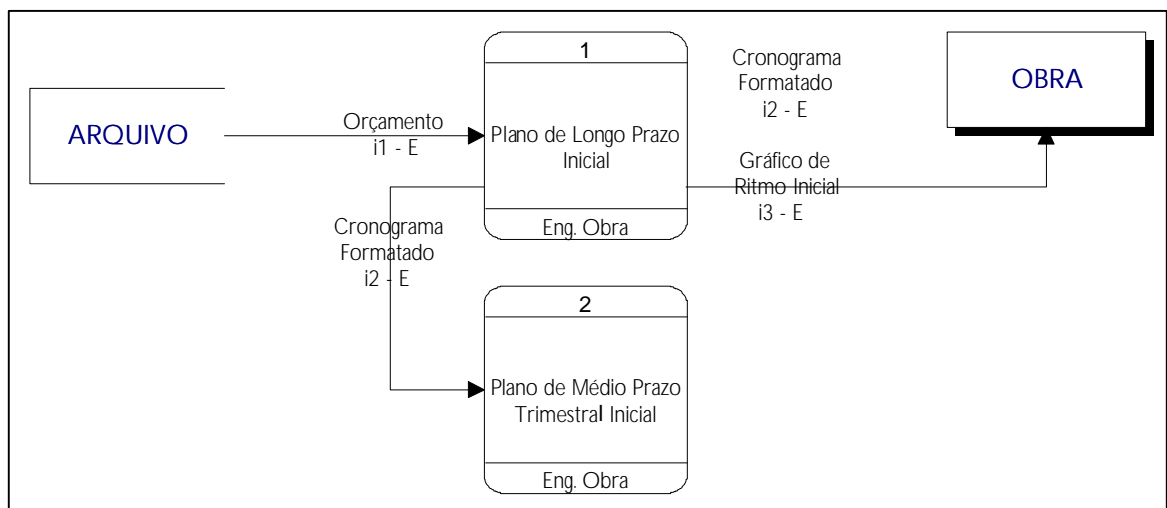 ARQUIVO
Orçamento
i1 - E
1
Plano de Longo Prazo
Inicial
Eng. Obra
Cronograma
Formatado
i2 - E
OBRA
Gráfico de
Ritmo Inicial
i3 - E
Cronograma
Formatado
i2 - E
2
Plano de Médio Prazo
Trimestral Inicial
Eng. Obra